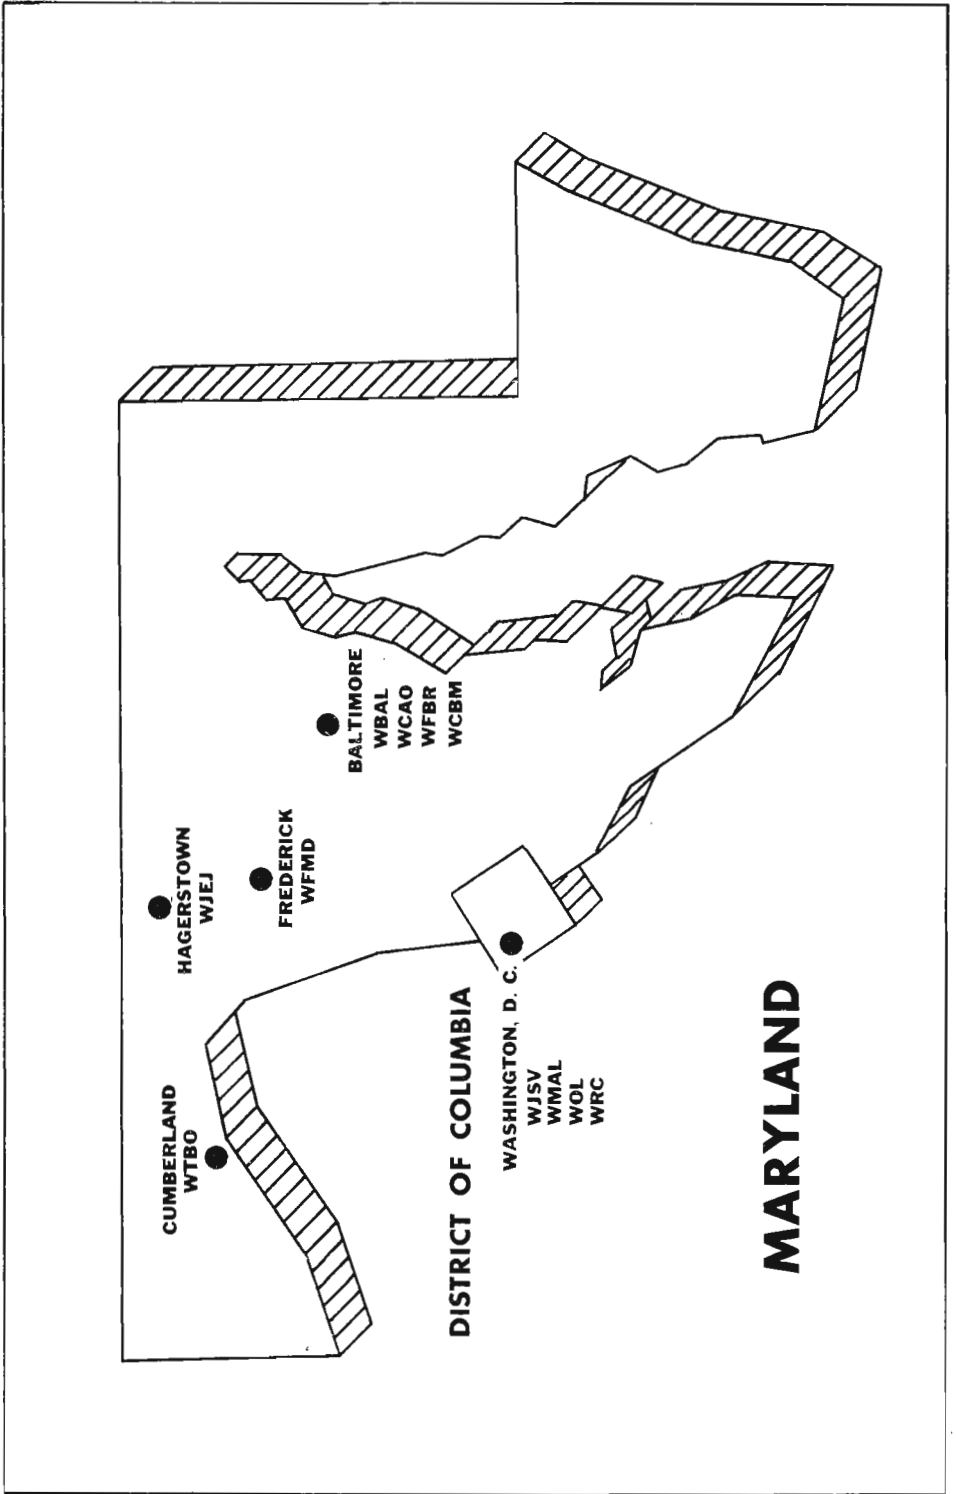 CUMBERLAND
WTBO
HAGERSTOWN
WJEJ
FREDERICK
WFMD
BALTIMORE
WBAL
WCAO
WFBR
WCBM
DISTRICT OF COLUMBIA
WASHINGTON, D. C.
WJSV
WMAL
WOL
WRC
MARYLAND